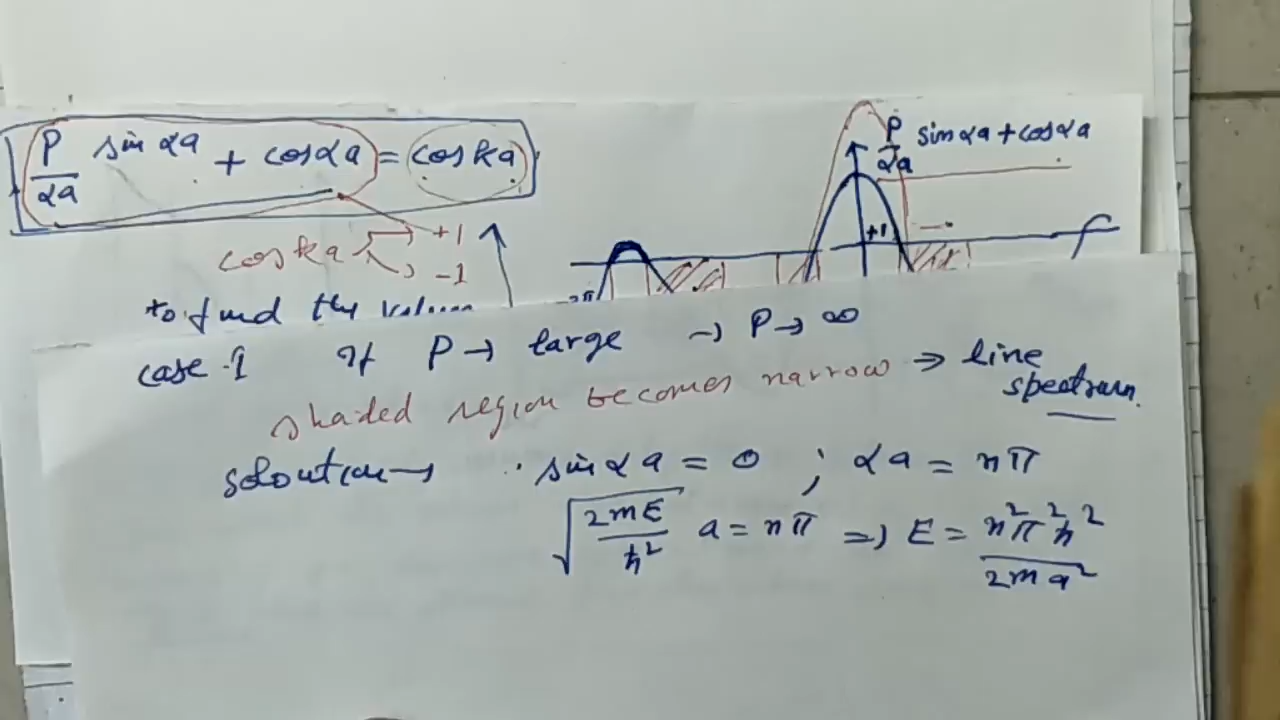 P/αa sin αa + cos αa = cos ka
P/αa sin αa + cos αa
cos ka → +1
→ -1
+1
to find the
case-1 If P → large → P → ∞
shaded region becomes narrow ⇒ line
spectrum.
soloution → sin αa = 0 ; αa = nπ
√(2mE/ħ²) a = nπ ⇒ E = n²π²ħ²/2ma²